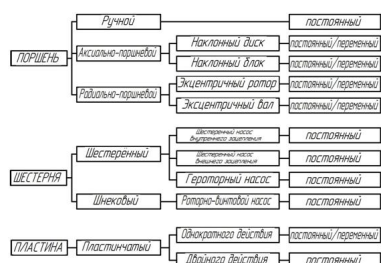 Ручной
постоянный
ПОРШЕНЬ
Аксиально-поршневой
Наклонный диск
постоянный/переменный
Наклонный блок
постоянный/переменный
Радиально-поршневой
Экцентричный ротор
постоянный/переменный
Эксцентричный вал
постоянный/переменный
ШЕСТЕРНЯ
Шестеренный
Шестеренный насос
внутреннего зацепления
постоянный
Шестеренный насос
внешнего зацепления
постоянный
Героторный насос
постоянный
Шнековый
Роторно-винтовой насос
постоянный
ПЛАСТИНА
Пластинчатый
Однократного действия
постоянный/переменный
Двойного действия
постоянный